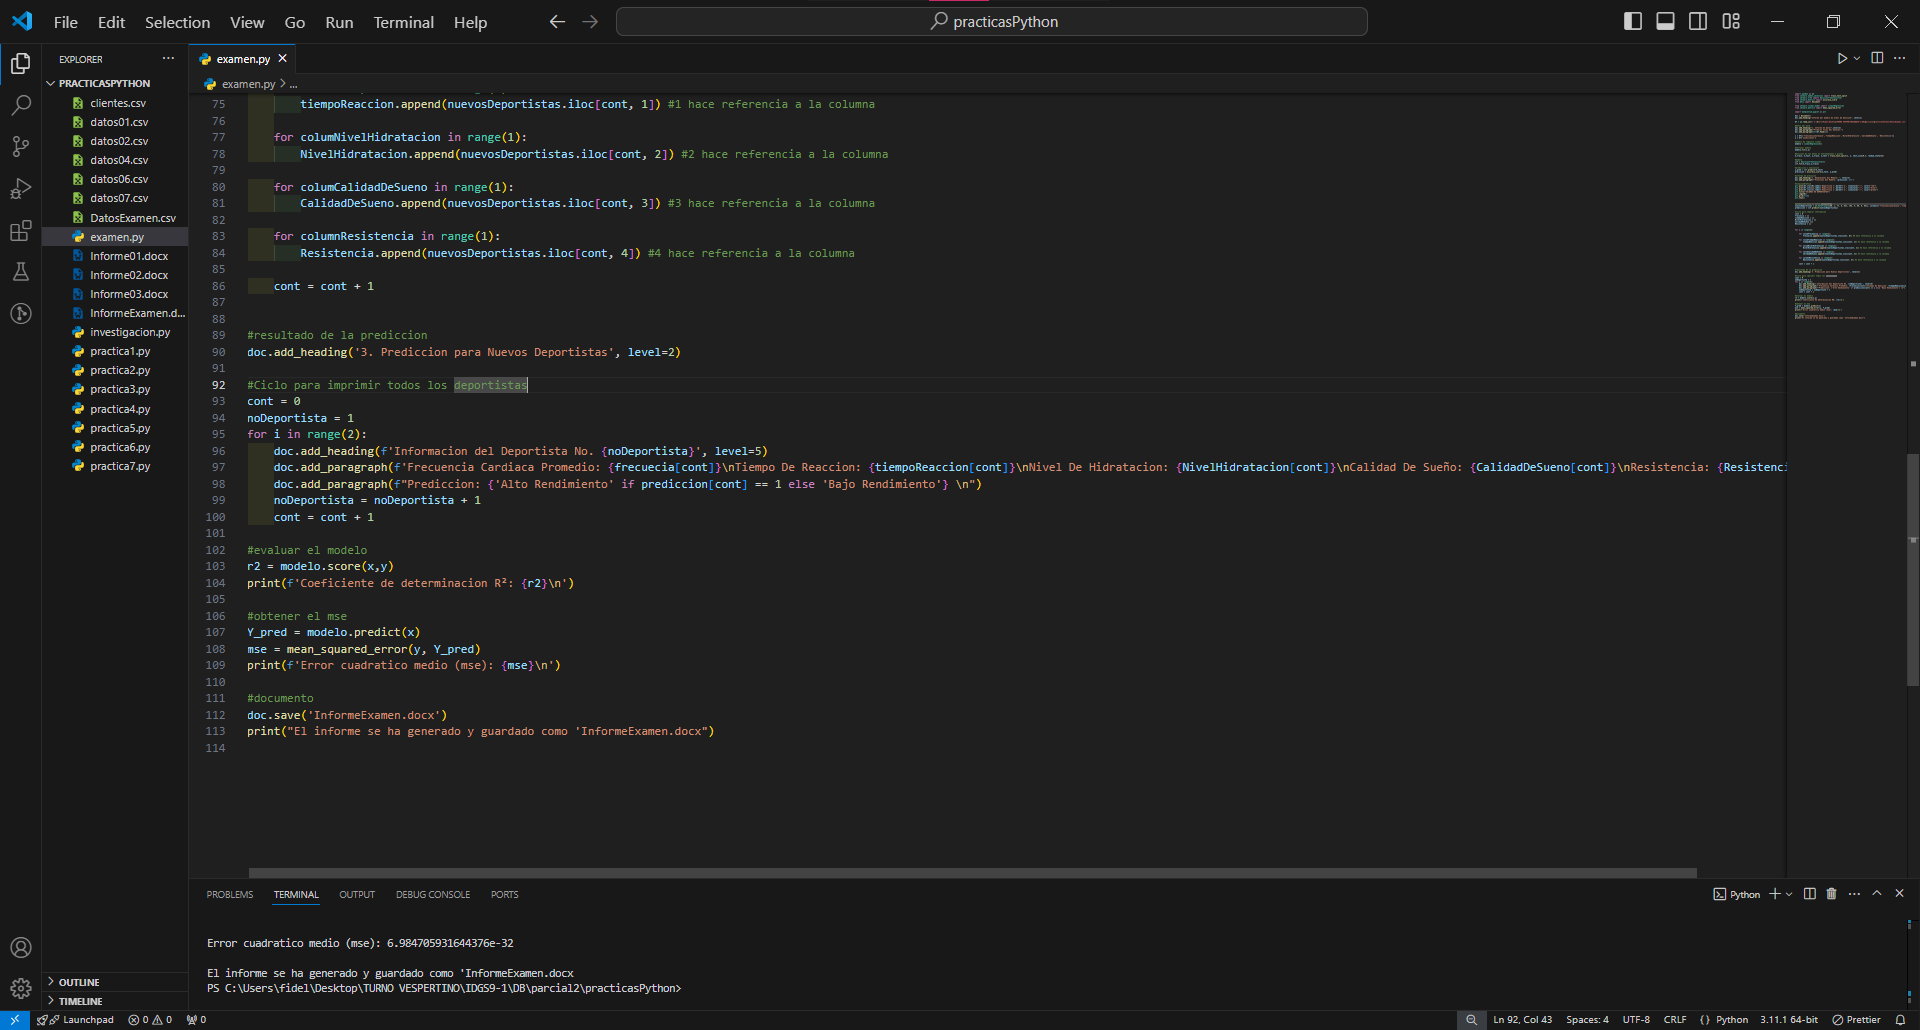 File Edit Selection View Go Run Terminal Help
practicasPython
EXPLORER
PRACTICASPYTHON
clientes.csv
datos01.csv
datos02.csv
datos04.csv
datos06.csv
datos07.csv
DatosExamen.csv
examen.py
Informe01.docx
Informe02.docx
Informe03.docx
InformeExamen.d...
investigacion.py
practica1.py
practica2.py
practica3.py
practica4.py
practica5.py
practica6.py
practica7.py
OUTLINE
TIMELINE
examen.py
examen.py > ...
75 tiempoReaccion.append(nuevosDeportistas.iloc[cont, 1]) #1 hace referencia a la columna
76
77 for columNivelHidratacion in range(1):
78 NivelHidratacion.append(nuevosDeportistas.iloc[cont, 2]) #2 hace referencia a la columna
79
80 for columCalidadDeSueno in range(1):
81 CalidadDeSueno.append(nuevosDeportistas.iloc[cont, 3]) #3 hace referencia a la columna
82
83 for columnResistencia in range(1):
84 Resistencia.append(nuevosDeportistas.iloc[cont, 4]) #4 hace referencia a la columna
85
86 cont = cont + 1
87
88
89 #resultado de la prediccion
90 doc.add_heading('3. Prediccion para Nuevos Deportistas', level=2)
91
92 #Ciclo para imprimir todos los deportistas
93 cont = 0
94 noDeportista = 1
95 for i in range(2):
96 doc.add_heading(f'Informacion del Deportista No. {noDeportista}', level=5)
97 doc.add_paragraph(f'Frecuencia Cardiaca Promedio: {frecuecia[cont]}\nTiempo De Reaccion: {tiempoReaccion[cont]}\nNivel De Hidratacion: {NivelHidratacion[cont]}\nCalidad De Sueño: {CalidadDeSueno[cont]}\nResistencia: {Resistenci
98 doc.add_paragraph(f"Prediccion: {'Alto Rendimiento' if prediccion[cont] == 1 else 'Bajo Rendimiento'} \n")
99 noDeportista = noDeportista + 1
100 cont = cont + 1
101
102 #evaluar el modelo
103 r2 = modelo.score(x,y)
104 print(f'Coeficiente de determinacion R²: {r2}\n')
105
106 #obtener el mse
107 Y_pred = modelo.predict(x)
108 mse = mean_squared_error(y, Y_pred)
109 print(f'Error cuadratico medio (mse): {mse}\n')
110
111 #documento
112 doc.save('InformeExamen.docx')
113 print("El informe se ha generado y guardado como 'InformeExamen.docx")
114
PROBLEMS TERMINAL OUTPUT DEBUG CONSOLE PORTS
Python
Error cuadratico medio (mse): 6.984705931644376e-32
El informe se ha generado y guardado como 'InformeExamen.docx
PS C:\Users\fidel\Desktop\TURNO VESPERTINO\IDGS9-1\DB\parcial2\practicasPython>
Launchpad 0 0 0
Ln 92, Col 43 Spaces: 4 UTF-8 CRLF {} Python 3.11.1 64-bit Prettier